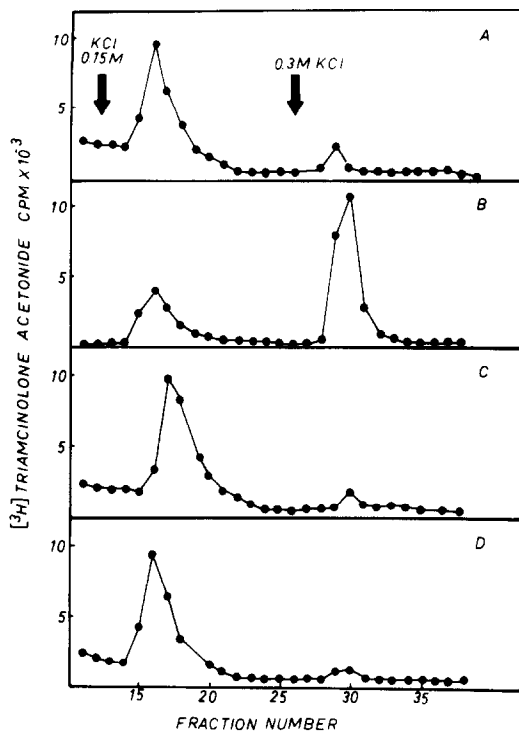 10
5
KCl
0.15M
0.3M KCl
A
B
5
10
C
10
5
D
10
5
15 20 25 30 35
FRACTION NUMBER
[³H] TRIAMCINOLONE ACETONIDE CPM X 10⁻³